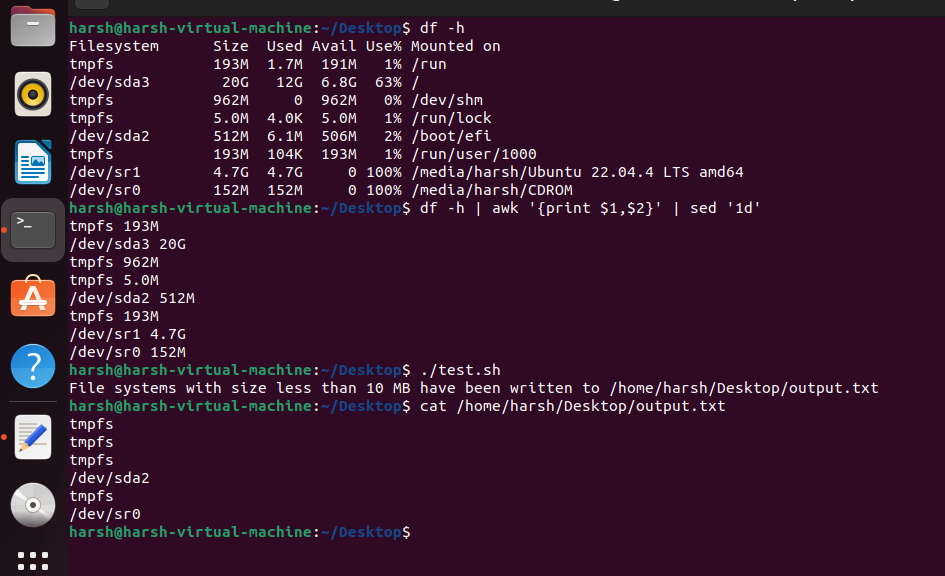 harsh@harsh-virtual-machine:~/Desktop$ df -h
Filesystem      Size  Used Avail Use% Mounted on
tmpfs           193M  1.7M  191M   1% /run
/dev/sda3        20G   12G  6.8G  63% /
tmpfs           962M     0  962M   0% /dev/shm
tmpfs           5.0M  4.0K  5.0M   1% /run/lock
/dev/sda2       512M  6.1M  506M   2% /boot/efi
tmpfs           193M  104K  193M   1% /run/user/1000
/dev/sr1        4.7G  4.7G     0 100% /media/harsh/Ubuntu 22.04.4 LTS amd64
/dev/sr0        152M  152M     0 100% /media/harsh/CDROM
harsh@harsh-virtual-machine:~/Desktop$ df -h | awk '{print $1,$2}' | sed '1d'
tmpfs 193M
/dev/sda3 20G
tmpfs 962M
tmpfs 5.0M
/dev/sda2 512M
tmpfs 193M
/dev/sr1 4.7G
/dev/sr0 152M
harsh@harsh-virtual-machine:~/Desktop$ ./test.sh
File systems with size less than 10 MB have been written to /home/harsh/Desktop/output.txt
harsh@harsh-virtual-machine:~/Desktop$ cat /home/harsh/Desktop/output.txt
tmpfs
tmpfs
tmpfs
/dev/sda2
tmpfs
/dev/sr0
harsh@harsh-virtual-machine:~/Desktop$